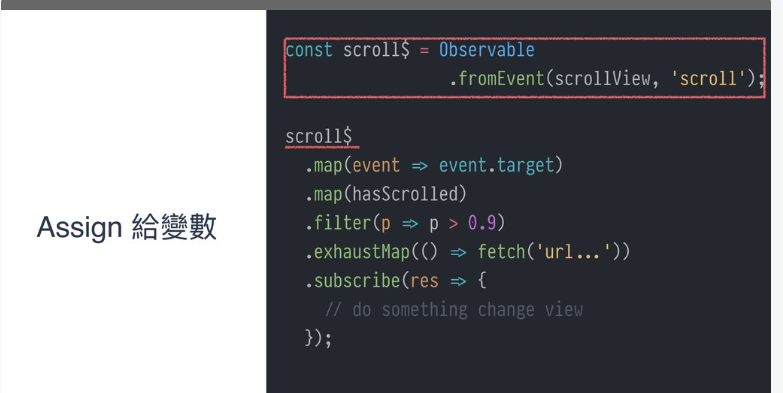 Assign 給變數
const scroll$ = Observable
.fromEvent(scrollView, 'scroll');
scroll$
.map(event => event.target)
.map(hasScrolled)
.filter(p => p > 0.9)
.exhaustMap(() => fetch('url...'))
.subscribe(res => {
// do something change view
});